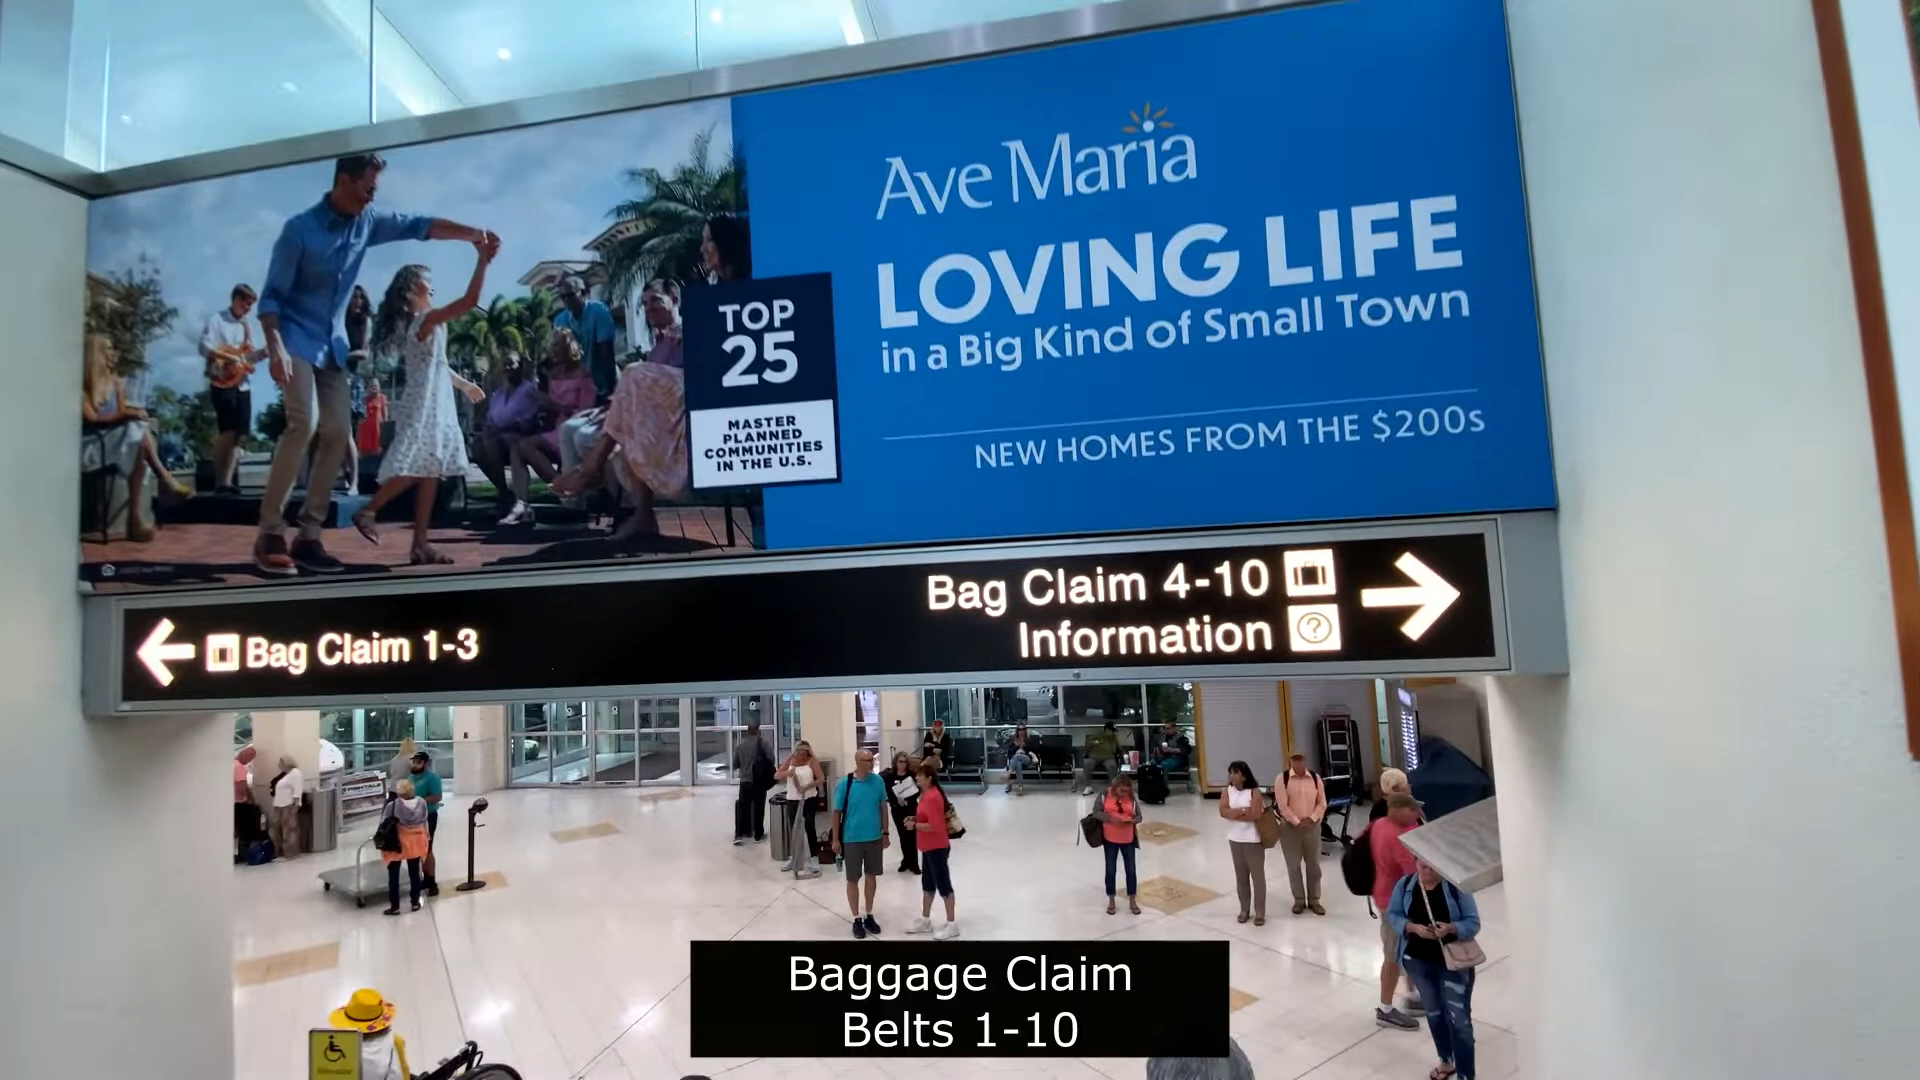 Ave Maria
LOVING LIFE
in a Big Kind of Small Town
NEW HOMES FROM THE $200s
TOP
25
MASTER
PLANNED
COMMUNITIES
IN THE U.S.
Bag Claim 1-3
Bag Claim 4-10
Information
Baggage Claim
Belts 1-10